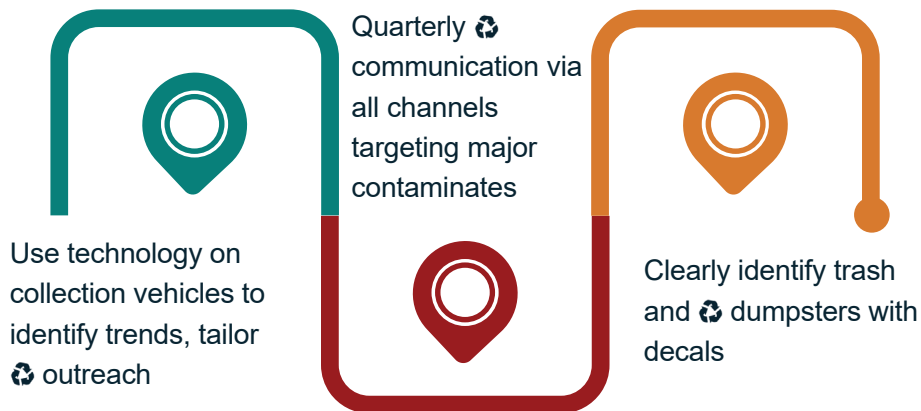 Use technology on
collection vehicles to
identify trends, tailor
♻ outreach
Quarterly ♻
communication via
all channels
targeting major
contaminates
Clearly identify trash
and ♻ dumpsters with
decals